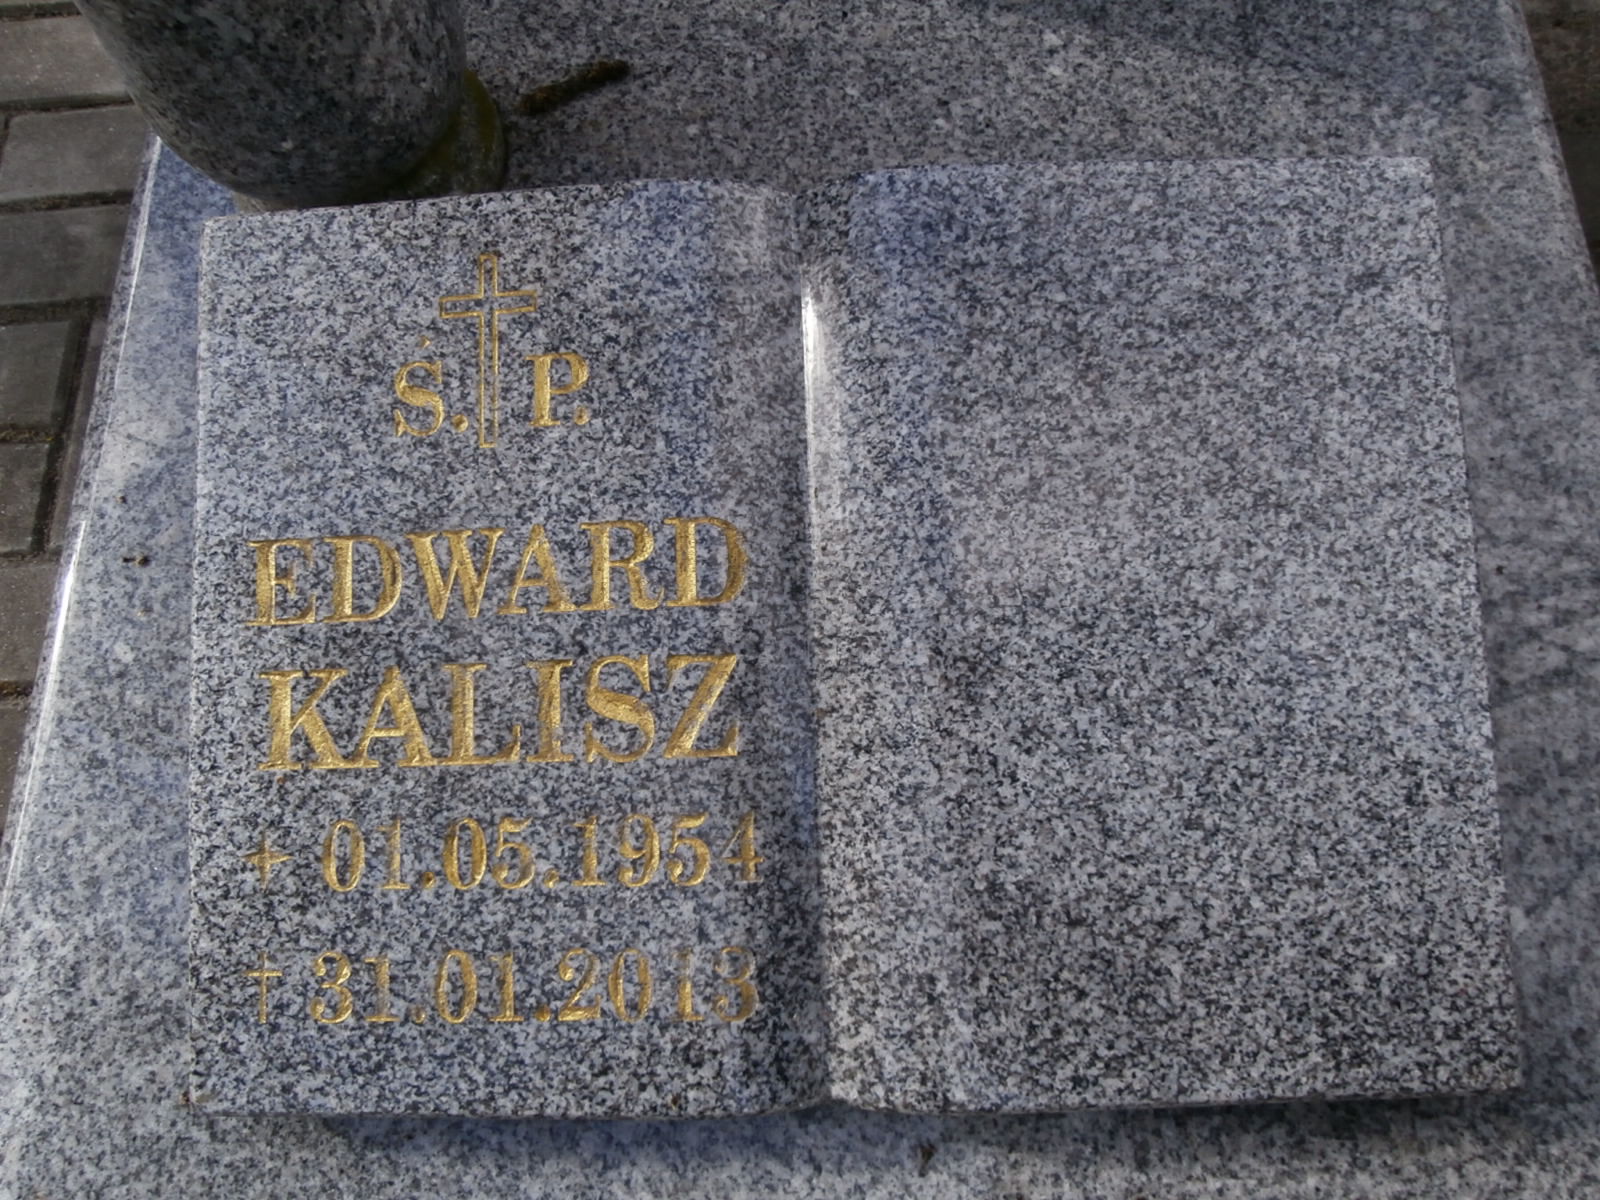 Ś. P.
EDWARD
KALISZ
+ 01.05.1954
† 31.01.2013